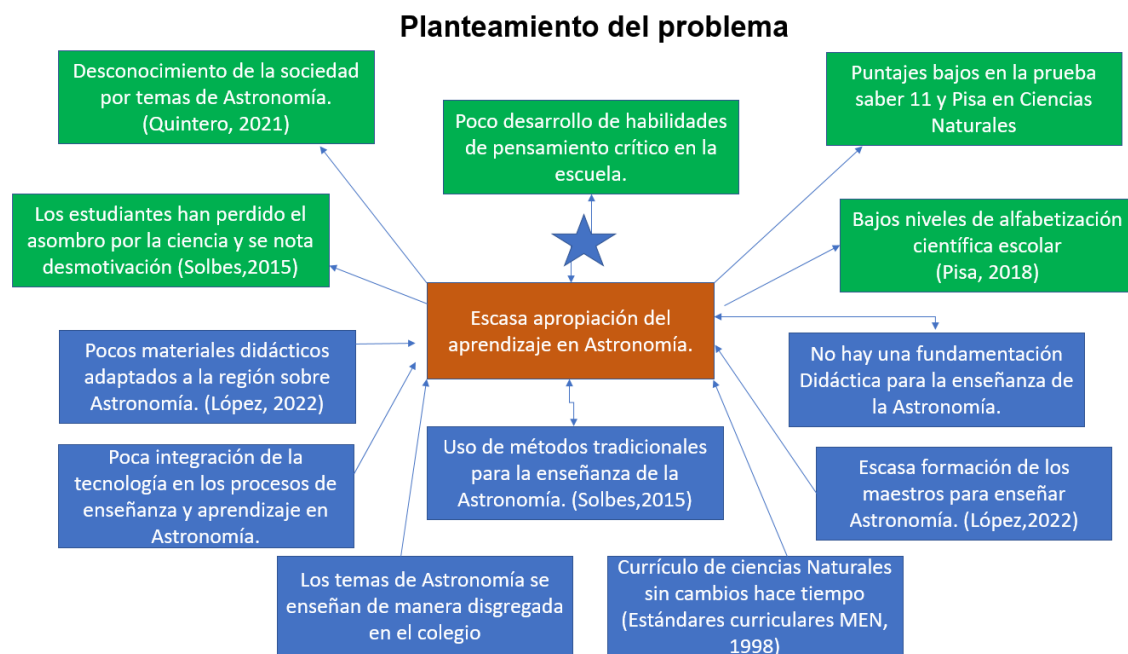 Planteamiento del problema
Desconocimiento de la sociedad
por temas de Astronomía.
(Quintero, 2021)
Poco desarrollo de habilidades
de pensamiento crítico en la
escuela.
Puntajes bajos en la prueba
saber 11 y Pisa en Ciencias
Naturales
Los estudiantes han perdido el
asombro por la ciencia y se nota
desmotivación (Solbes,2015)
Bajos niveles de alfabetización
científica escolar
(Pisa, 2018)
Escasa apropiación del
aprendizaje en Astronomía.
Pocos materiales didácticos
adaptados a la región sobre
Astronomía. (López, 2022)
No hay una fundamentación
Didáctica para la enseñanza de
la Astronomía.
Poca integración de la
tecnología en los procesos de
enseñanza y aprendizaje en
Astronomía.
Uso de métodos tradicionales
para la enseñanza de la
Astronomía. (Solbes,2015)
Escasa formación de los
maestros para enseñar
Astronomía. (López,2022)
Los temas de Astronomía se
enseñan de manera disgregada
en el colegio
Currículo de ciencias Naturales
sin cambios hace tiempo
(Estándares curriculares MEN,
1998)